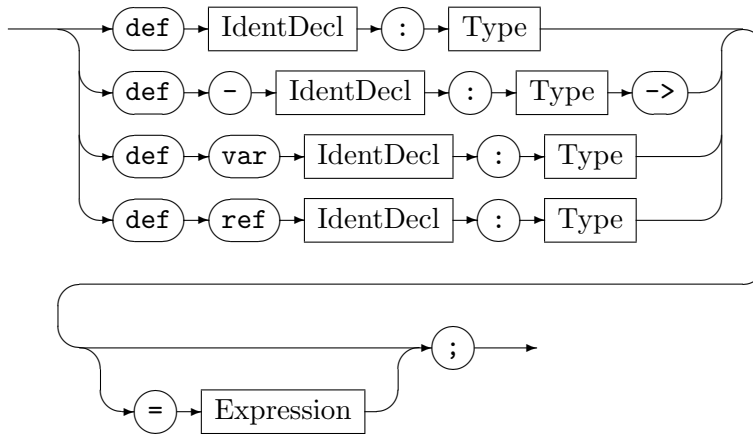 def IdentDecl : Type
def - IdentDecl : Type ->
def var IdentDecl : Type
def ref IdentDecl : Type
;
= Expression